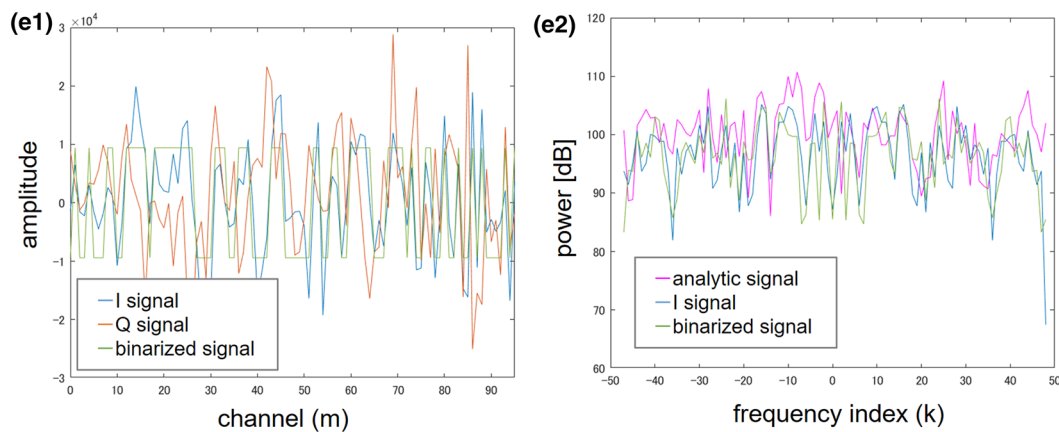 (e1)
×10⁴
3
2
1
0
-1
-2
-3
amplitude
I signal
Q signal
binarized signal
0 10 20 30 40 50 60 70 80 90
channel (m)
(e2)
120
110
100
90
80
70
60
power [dB]
analytic signal
I signal
binarized signal
-50 -40 -30 -20 -10 0 10 20 30 40 50
frequency index (k)